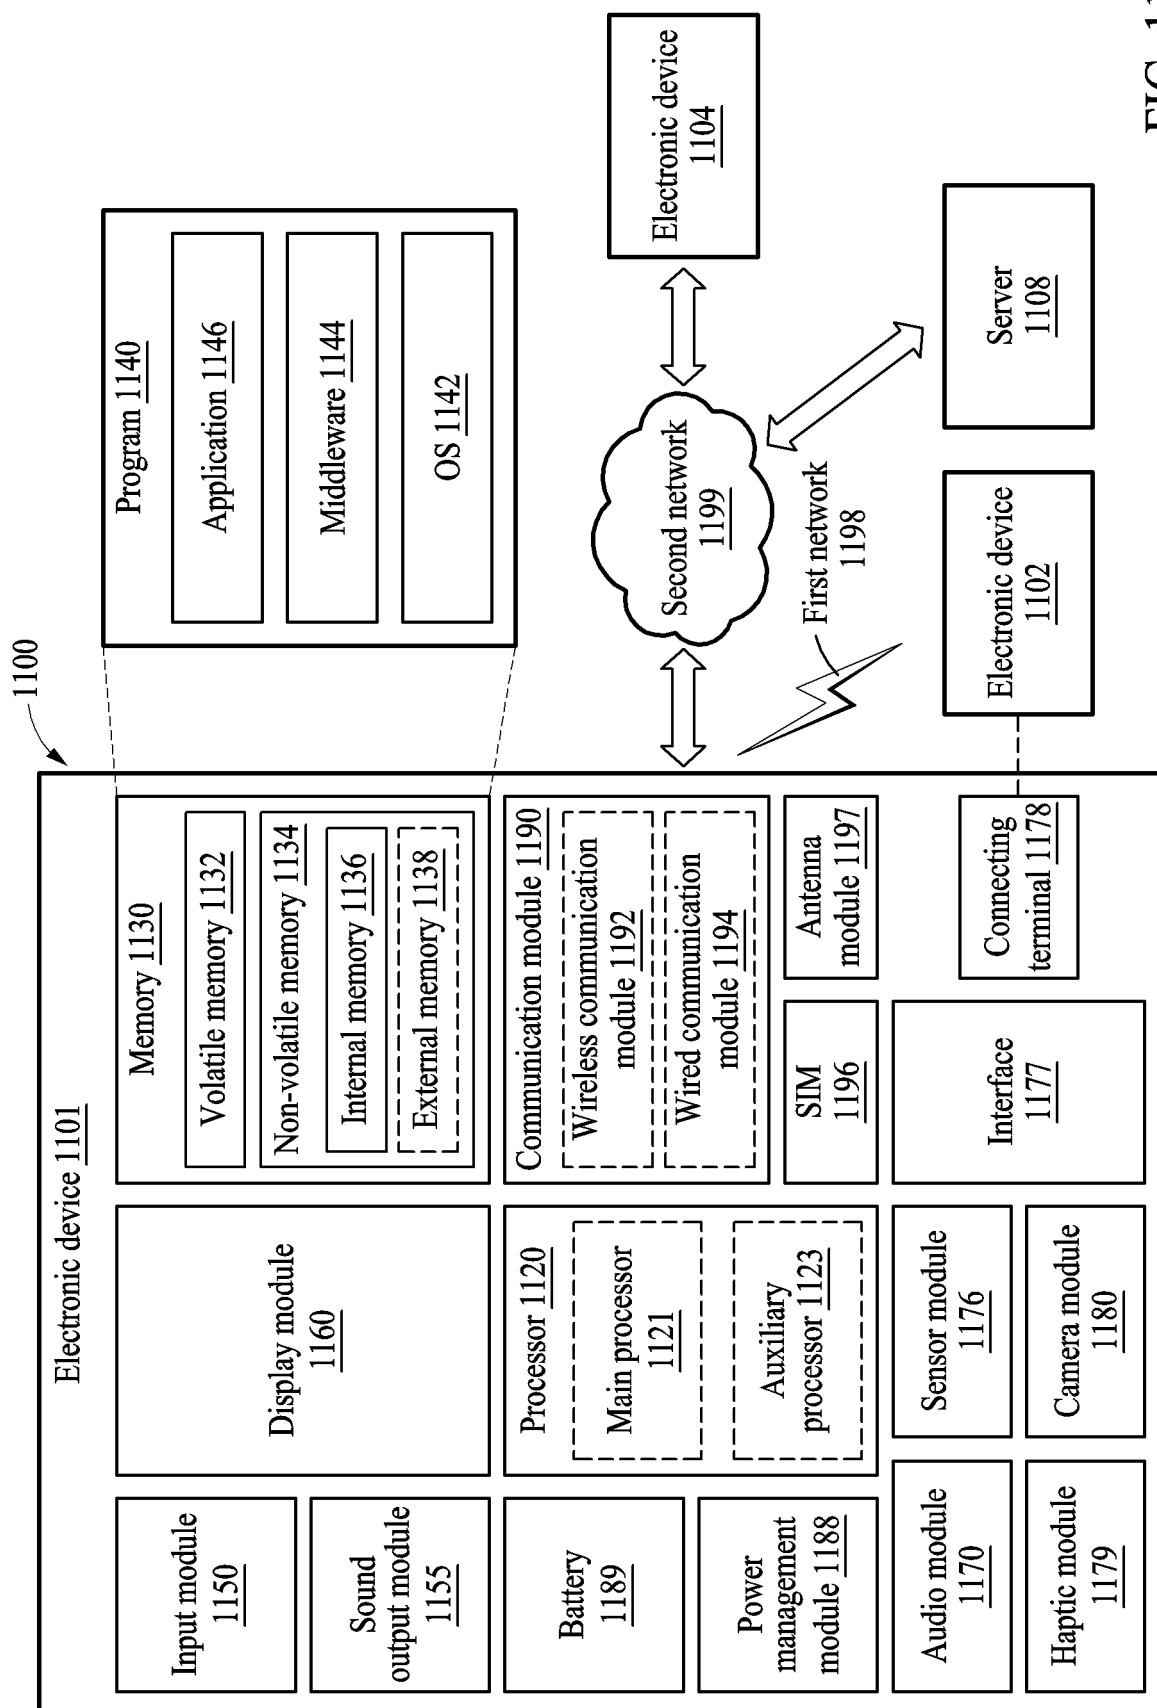 1100
Electronic device 1101
Input module
1150
Sound
output module
1155
Battery
1189
Power
management
module 1188
Audio module
1170
Haptic module
1179
Display module
1160
Processor 1120
Main processor
1121
Auxiliary
processor 1123
Sensor module
1176
Camera module
1180
Memory 1130
Volatile memory 1132
Non-volatile memory 1134
Internal memory 1136
External memory 1138
Communication module 1190
Wireless communication
module 1192
Wired communication
module 1194
SIM
1196
Antenna
module 1197
Interface
1177
Connecting
terminal 1178
Program 1140
Application 1146
Middleware 1144
OS 1142
Second network
1199
First network
1198
Electronic device
1104
Electronic device
1102
Server
1108
FIG. 11